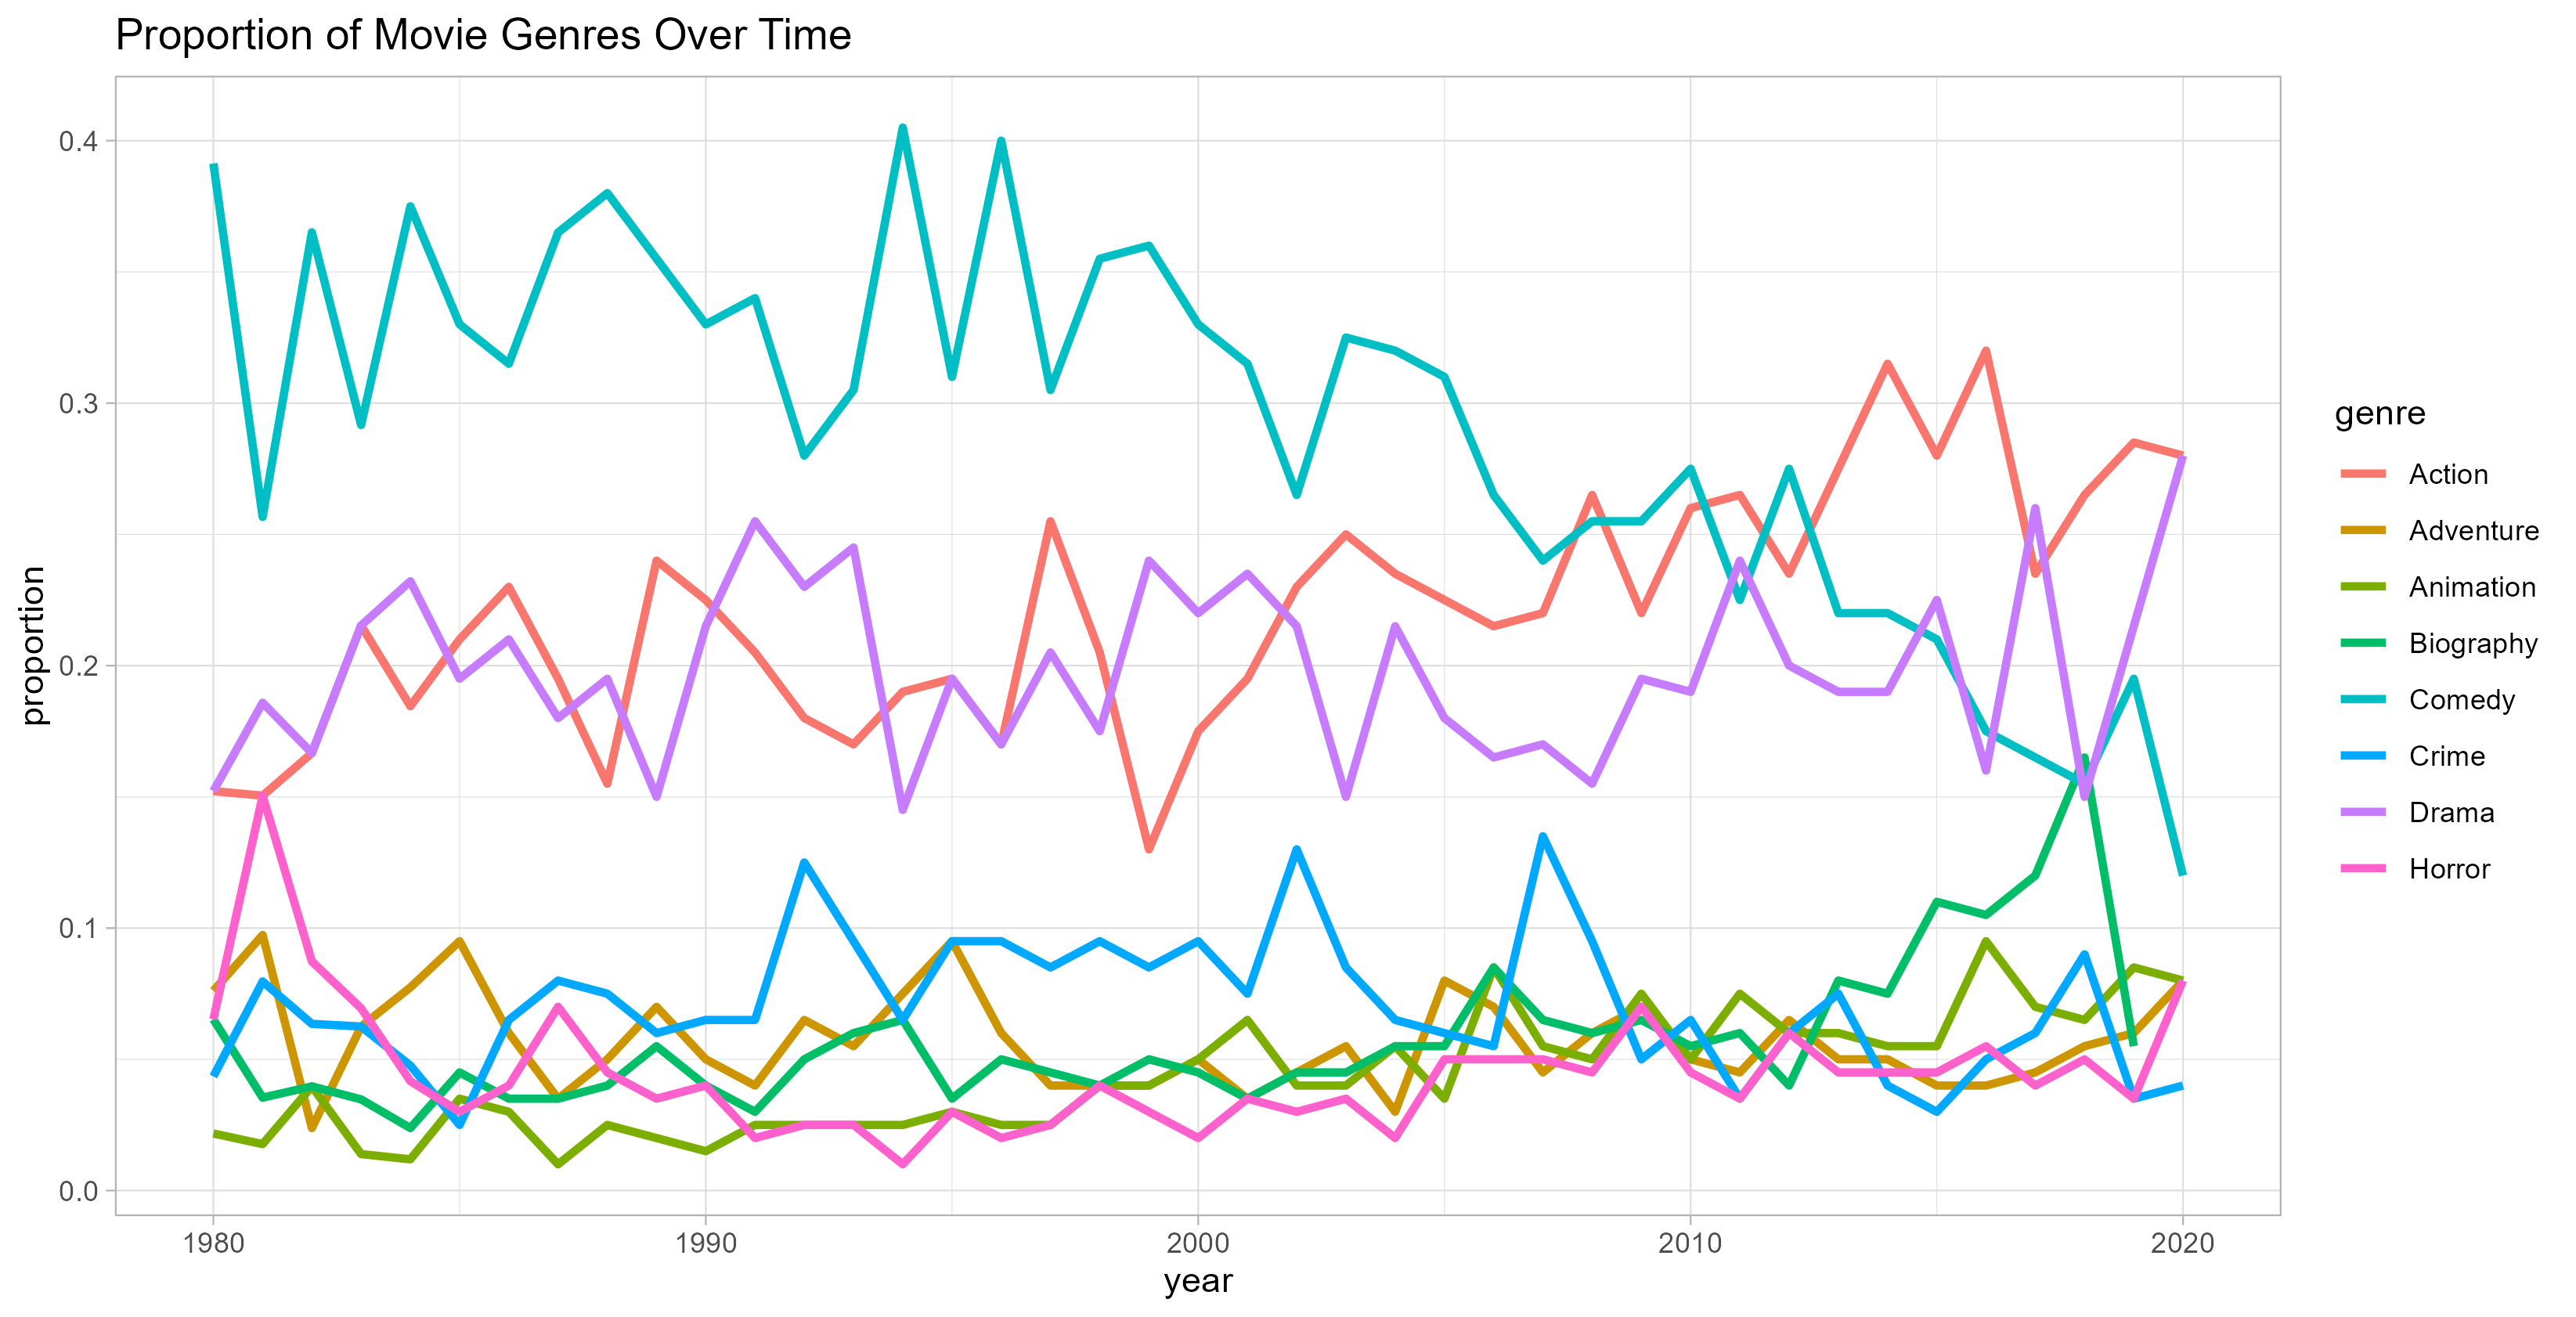 Proportion of Movie Genres Over Time
0.4
0.3
0.2
0.1
0.0
proportion
1980 1990 2000 2010 2020
year
genre
Action
Adventure
Animation
Biography
Comedy
Crime
Drama
Horror